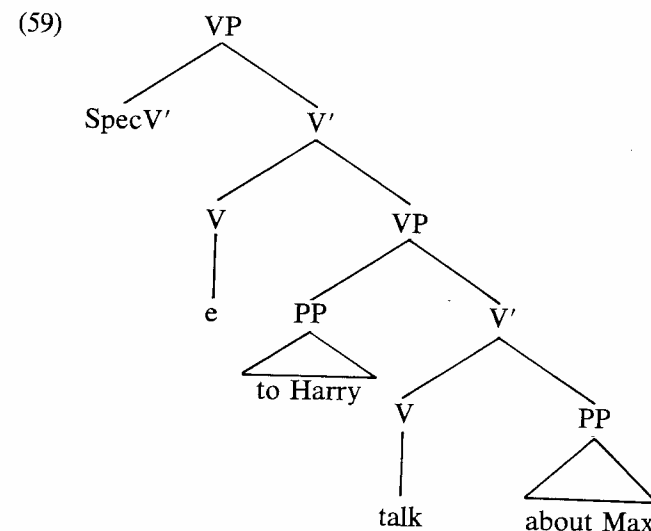 (59) VP
SpecV' V'
V VP
e PP V'
to Harry V PP
talk about Max